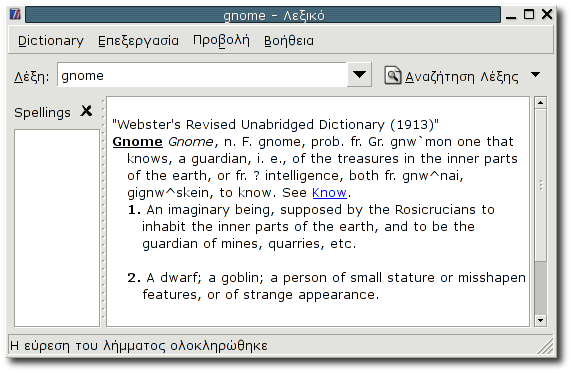 gnome - Λεξικό
Dictionary Επεξεργασία Προβολή Βοήθεια
Λέξη: gnome Αναζήτηση Λέξης
Spellings
"Webster's Revised Unabridged Dictionary (1913)"
Gnome Gnome, n. F. gnome, prob. fr. Gr. gnw`mon one that
knows, a guardian, i. e., of the treasures in the inner parts
of the earth, or fr. ? intelligence, both fr. gnw^nai,
gignw^skein, to know. See Know.
1. An imaginary being, supposed by the Rosicrucians to
inhabit the inner parts of the earth, and to be the
guardian of mines, quarries, etc.
2. A dwarf; a goblin; a person of small stature or misshapen
features, or of strange appearance.
Η εύρεση του λήμματος ολοκληρώθηκε